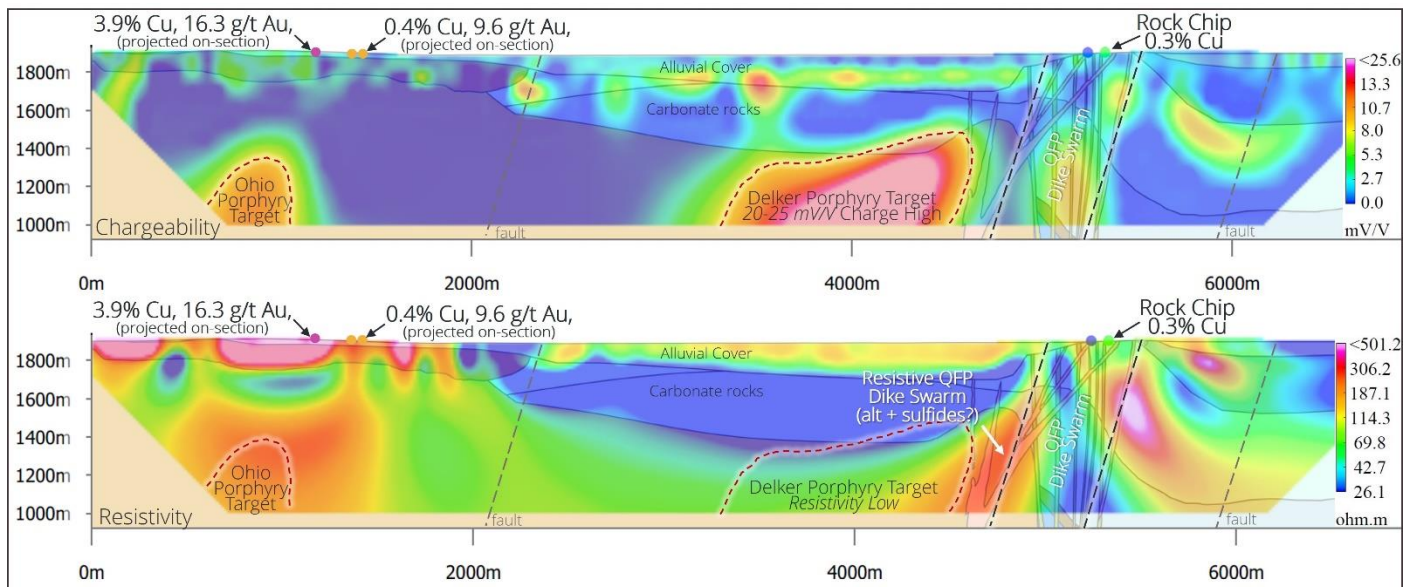 3.9% Cu, 16.3 g/t Au,
(projected on-section)
0.4% Cu, 9.6 g/t Au,
(projected on-section)
Rock Chip
0.3% Cu
1800m
1600m
1400m
1200m
1000m
Alluvial Cover
Carbonate rocks
Ohio
Porphyry
Target
Delker Porphyry Target
20-25 mV/V Charge High
QFP
Dike Swarm
fault
fault
Chargeability
<25.6
13.3
10.7
8.0
5.3
2.7
0.0
mV/V
0m
2000m
4000m
6000m
3.9% Cu, 16.3 g/t Au,
(projected on-section)
0.4% Cu, 9.6 g/t Au,
(projected on-section)
Rock Chip
0.3% Cu
1800m
1600m
1400m
1200m
1000m
Alluvial Cover
Carbonate rocks
Resistive QFP
Dike Swarm
(alt + sulfides?)
Ohio
Porphyry
Target
Delker Porphyry Target
Resistivity Low
QFP
Dike Swarm
fault
fault
Resistivity
<501.2
306.2
187.1
114.3
69.8
42.7
26.1
ohm.m
0m
2000m
4000m
6000m